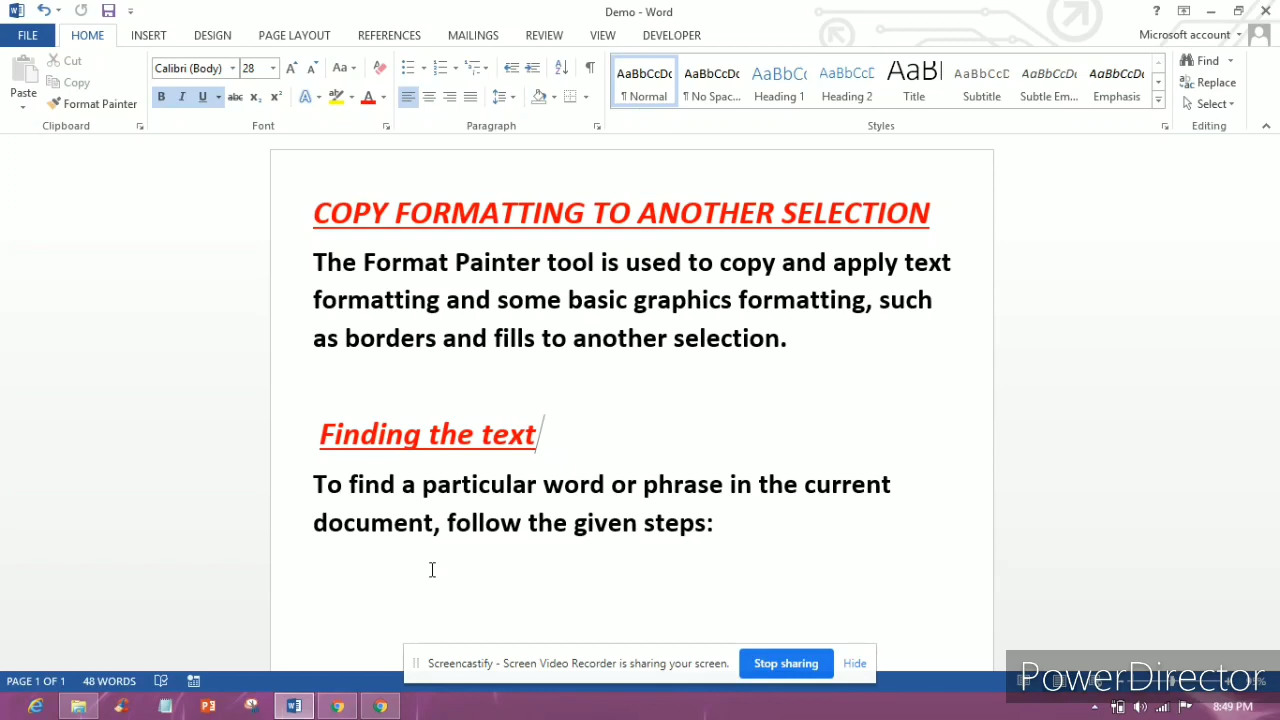 Demo - Word
FILE HOME INSERT DESIGN PAGE LAYOUT REFERENCES MAILINGS REVIEW VIEW DEVELOPER Microsoft account
Paste
Cut
Copy
Format Painter
Clipboard
Calibri (Body) 28
Font
Paragraph
AaBbCcDc AaBbCcDc AaBbCc AaBbCcD AaBl AaBbCcD AaBbCcDc AaBbCcDc
¶ Normal ¶ No Spac... Heading 1 Heading 2 Title Subtitle Subtle Em... Emphasis
Styles
Find
Replace
Select
Editing
COPY FORMATTING TO ANOTHER SELECTION
The Format Painter tool is used to copy and apply text
formatting and some basic graphics formatting, such
as borders and fills to another selection.
Finding the text
To find a particular word or phrase in the current
document, follow the given steps:
Screencastify - Screen Video Recorder is sharing your screen. Stop sharing Hide
PAGE 1 OF 1 48 WORDS
PowerDirector
8:49 PM